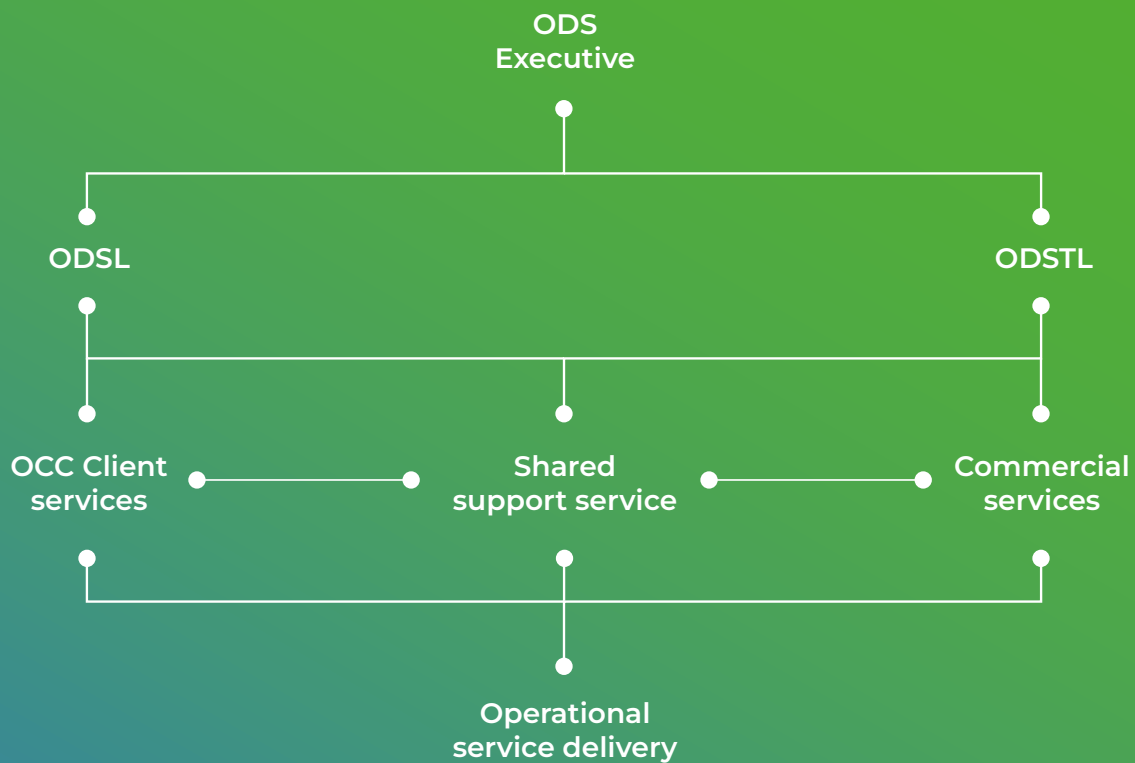 ODS
Executive
ODSL
ODSTL
OCC Client
services
Shared
support service
Commercial
services
Operational
service delivery